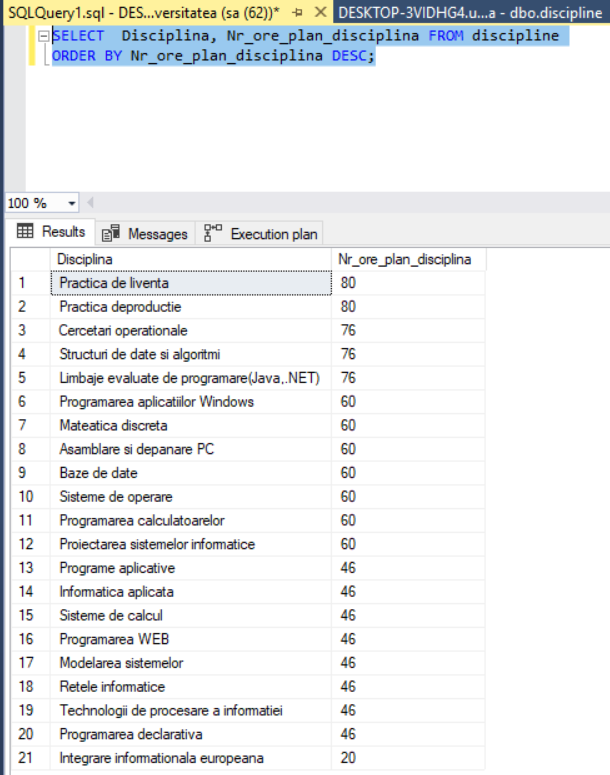 SQLQuery1.sql - DES...versitatea (sa (62))* DESKTOP-3VIDHG4.u...a - dbo.discipline
SELECT Disciplina, Nr_ore_plan_disciplina FROM discipline
ORDER BY Nr_ore_plan_disciplina DESC;
100 %
Results Messages Execution plan
Disciplina Nr_ore_plan_disciplina
1 Practica de liventa 80
2 Practica deproductie 80
3 Cercetari operationale 76
4 Structuri de date si algoritmi 76
5 Limbaje evaluate de programare(Java,.NET) 76
6 Programarea aplicatiilor Windows 60
7 Mateatica discreta 60
8 Asamblare si depanare PC 60
9 Baze de date 60
10 Sisteme de operare 60
11 Programarea calculatoarelor 60
12 Proiectarea sistemelor informatice 60
13 Programe aplicative 46
14 Informatica aplicata 46
15 Sisteme de calcul 46
16 Programarea WEB 46
17 Modelarea sistemelor 46
18 Retele informatice 46
19 Technologii de procesare a informatiei 46
20 Programarea declarativa 46
21 Integrare informationala europeana 20